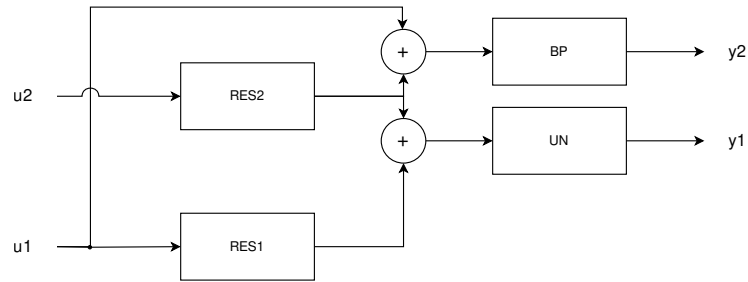 +
BP
y2
u2
RES2
+
UN
y1
u1
RES1